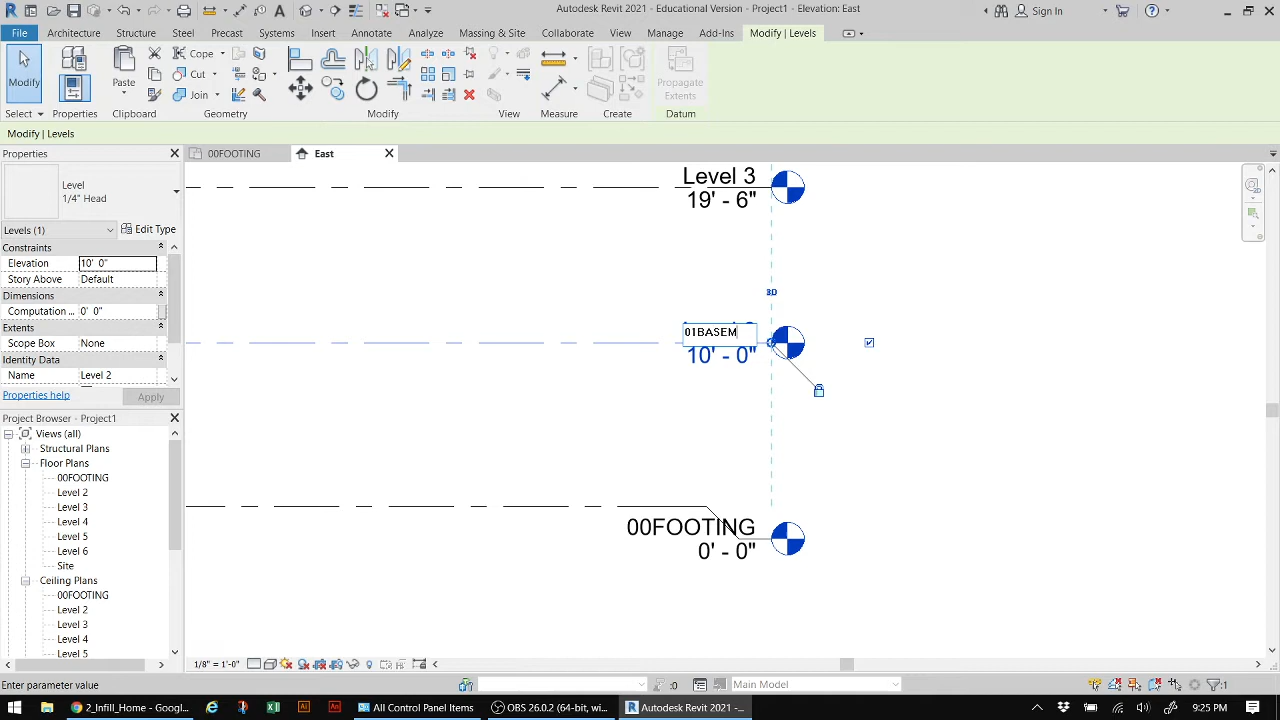 Autodesk Revit 2021 - Educational Version - Elevation: East
Sign In
File Architecture Structure Steel Precast Systems Insert Annotate Analyze Massing & Site Collaborate View Manage Add-Ins Modify | Levels
Modify
Paste
Cope
Cut
Join
Propagate
Extents
Select Properties Clipboard Geometry Modify View Measure Create Datum
Modify | Levels
Properties
00FOOTING
East
Level
1/4" Head
Levels (1)
Edit Type
Constraints
Elevation 10' 0"
Story Above Default
Dimensions
Computation ... 0' 0"
Extents
Scope Box None
Identity Data
Name Level 2
Properties help
Apply
Project Browser - Project1
Views (all)
Structural Plans
Floor Plans
00FOOTING
Level 2
Level 3
Level 4
Level 5
Level 6
Site
Ceiling Plans
00FOOTING
Level 2
Level 3
Level 4
Level 5
Level 3
19' - 6"
3D
01BASEM
10' - 0"
00FOOTING
0' - 0"
1/8" = 1'-0"
Enter parameter value
:0
Main Model
:1
2_Infill_Home - Googl...
All Control Panel Items
OBS 26.0.2 (64-bit, wi...
Autodesk Revit 2021 -...
9:25 PM